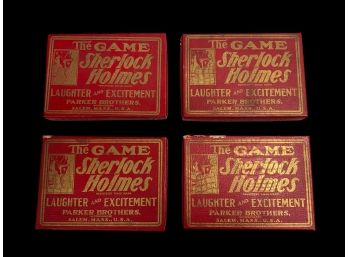 The GAME
Sherlock
Holmes
LAUGHTER AND EXCITEMENT
PARKER BROTHERS.
SALEM, MASS., U.S.A.
The GAME
Sherlock
Holmes
LAUGHTER AND EXCITEMENT
PARKER BROTHERS.
SALEM, MASS., U.S.A.
The GAME
Sherlock
Holmes
LAUGHTER AND EXCITEMENT
PARKER BROTHERS.
SALEM, MASS., U.S.A.
The GAME
Sherlock
Holmes
LAUGHTER AND EXCITEMENT
PARKER BROTHERS.
SALEM, MASS., U.S.A.